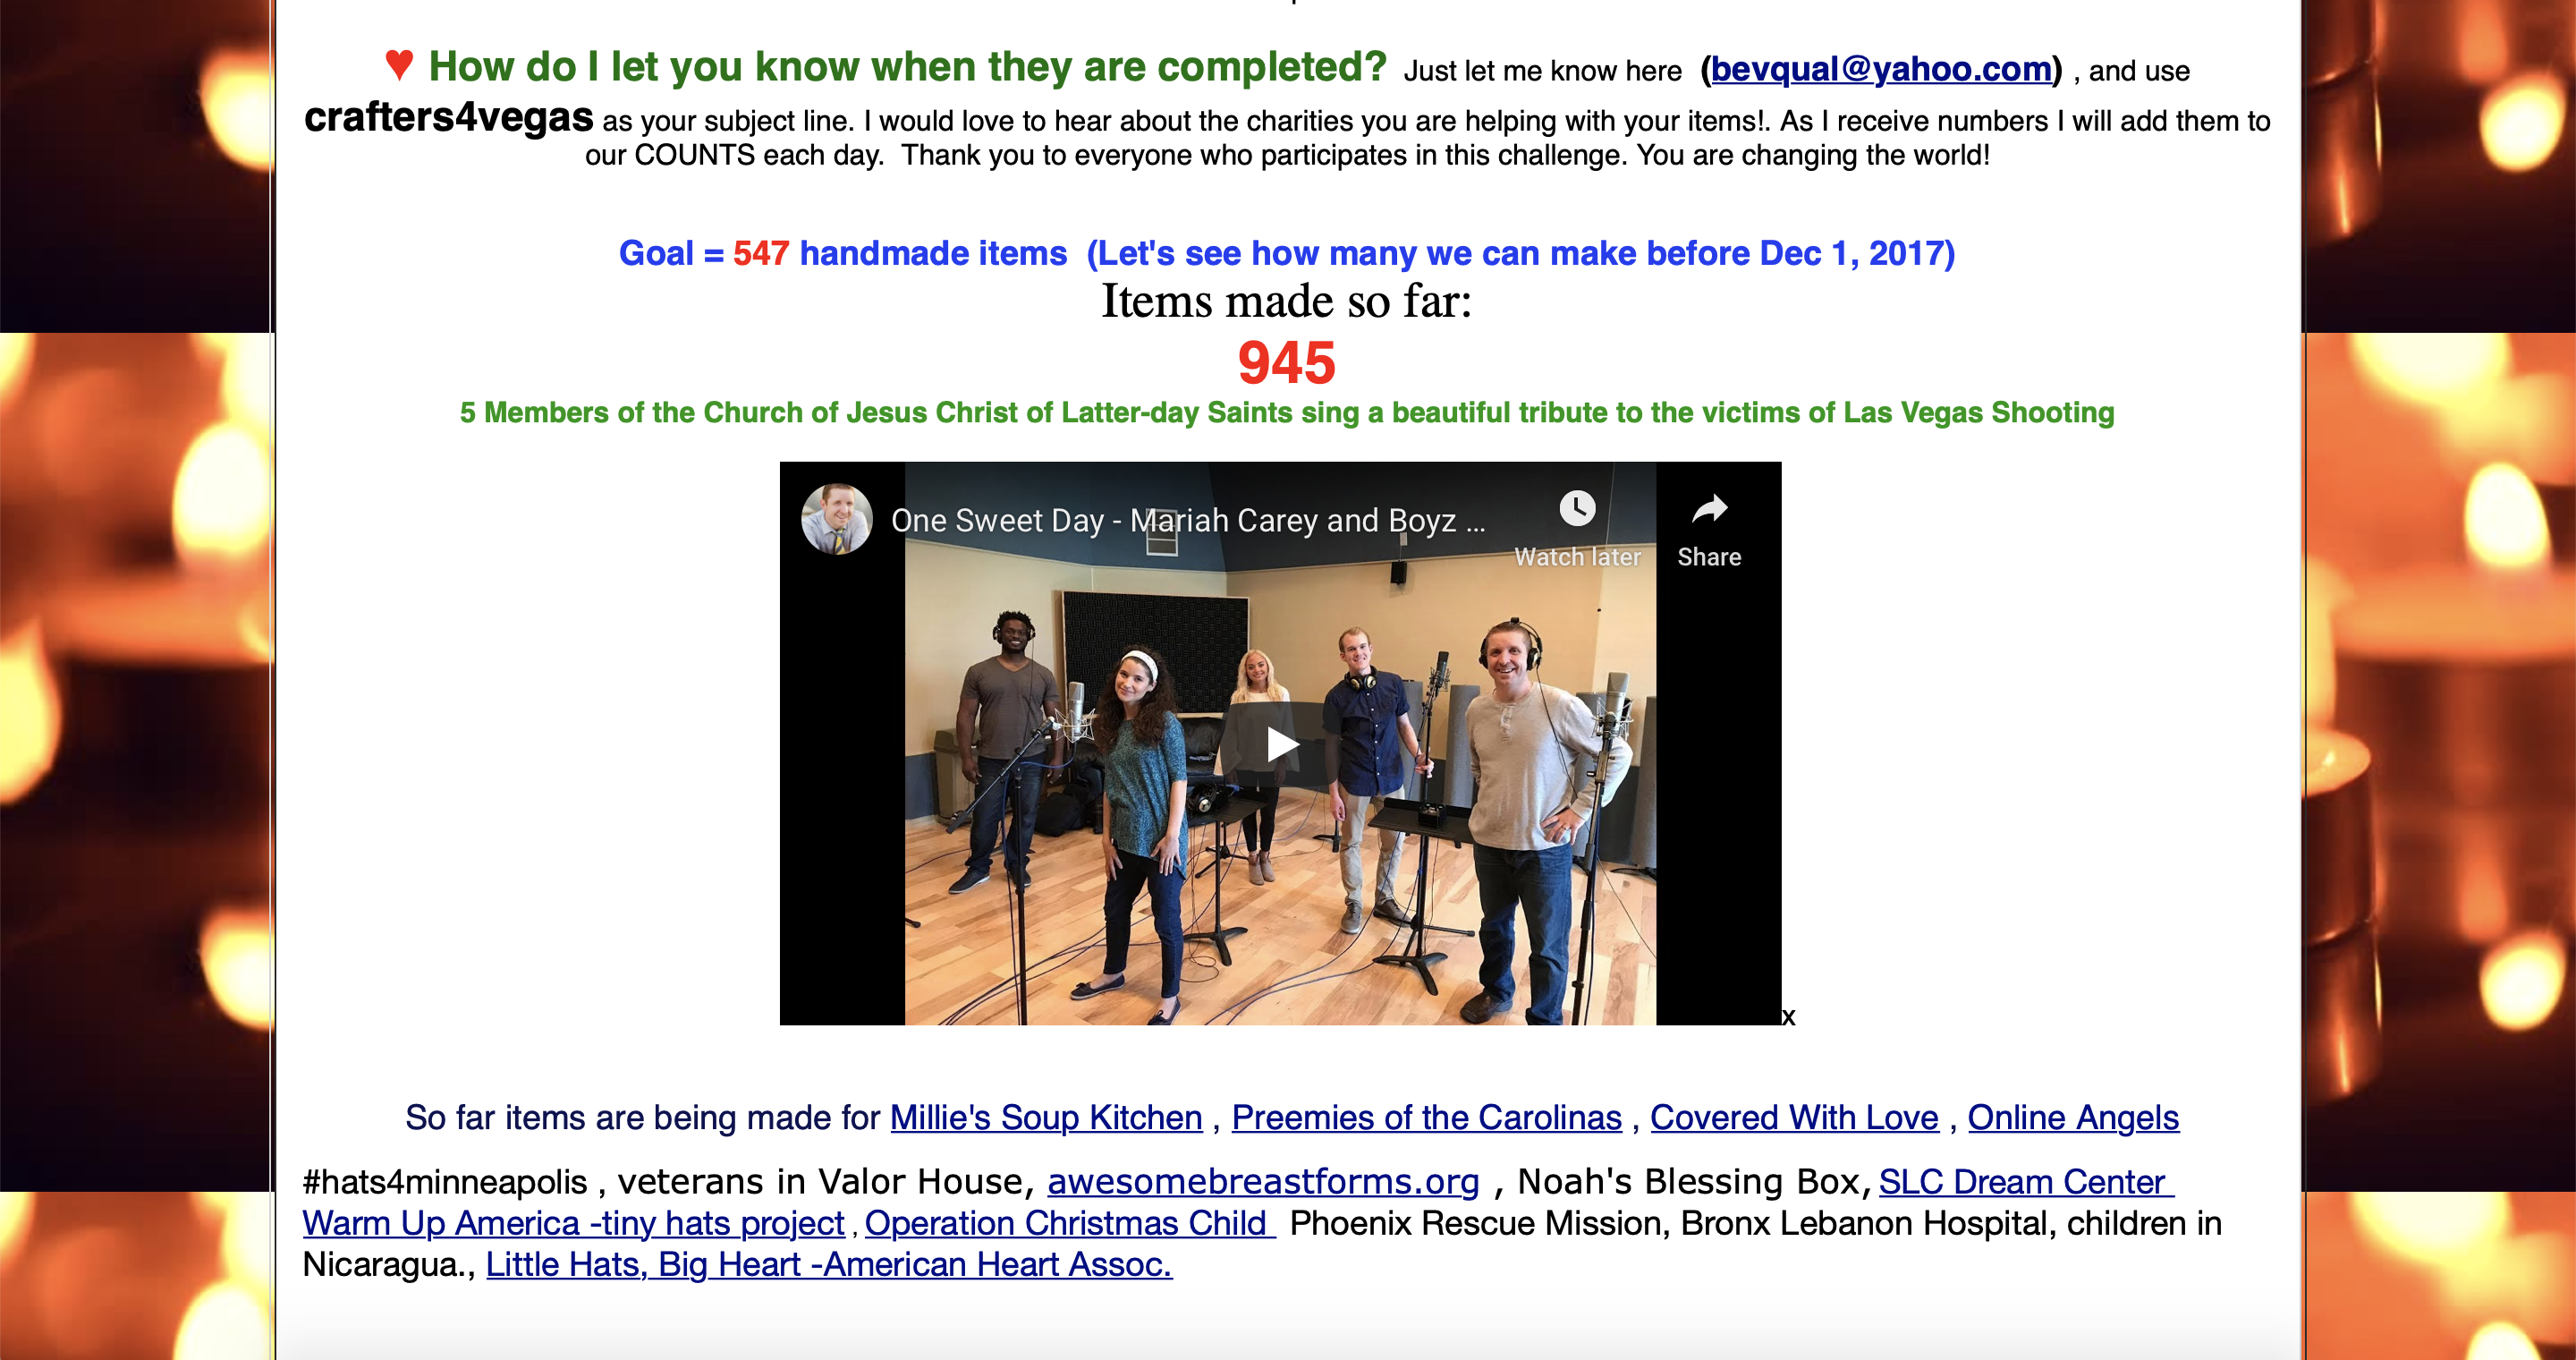 ♥ How do I let you know when they are completed? Just let me know here (bevqual@yahoo.com) , and use
crafters4vegas as your subject line. I would love to hear about the charities you are helping with your items!. As I receive numbers I will add them to
our COUNTS each day. Thank you to everyone who participates in this challenge. You are changing the world!
Goal = 547 handmade items (Let's see how many we can make before Dec 1, 2017)
Items made so far:
945
5 Members of the Church of Jesus Christ of Latter-day Saints sing a beautiful tribute to the victims of Las Vegas Shooting
One Sweet Day - Mariah Carey and Boyz ...
Watch later
Share
x
So far items are being made for Millie's Soup Kitchen , Preemies of the Carolinas , Covered With Love , Online Angels
#hats4minneapolis , veterans in Valor House, awesomebreastforms.org , Noah's Blessing Box, SLC Dream Center
Warm Up America -tiny hats project , Operation Christmas Child Phoenix Rescue Mission, Bronx Lebanon Hospital, children in
Nicaragua., Little Hats, Big Heart -American Heart Assoc.